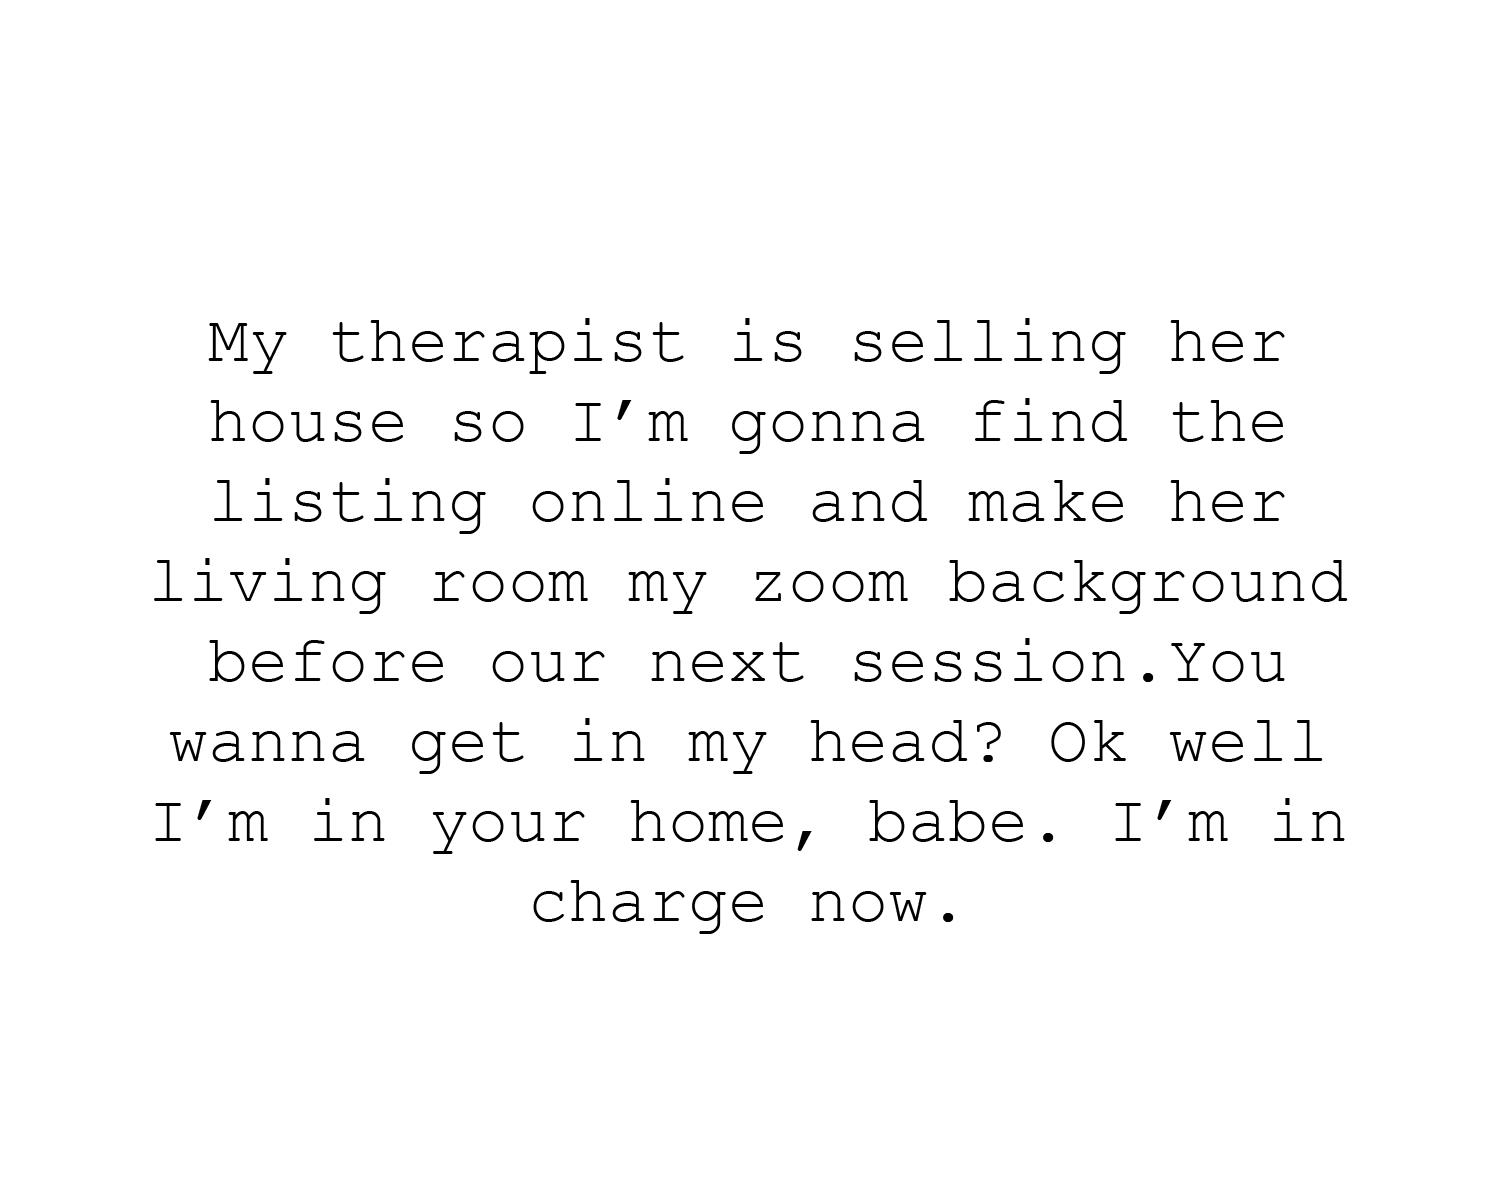 My therapist is selling her
house so I’m gonna find the
listing online and make her
living room my zoom background
before our next session.You
wanna get in my head? Ok well
I’m in your home, babe. I’m in
charge now.